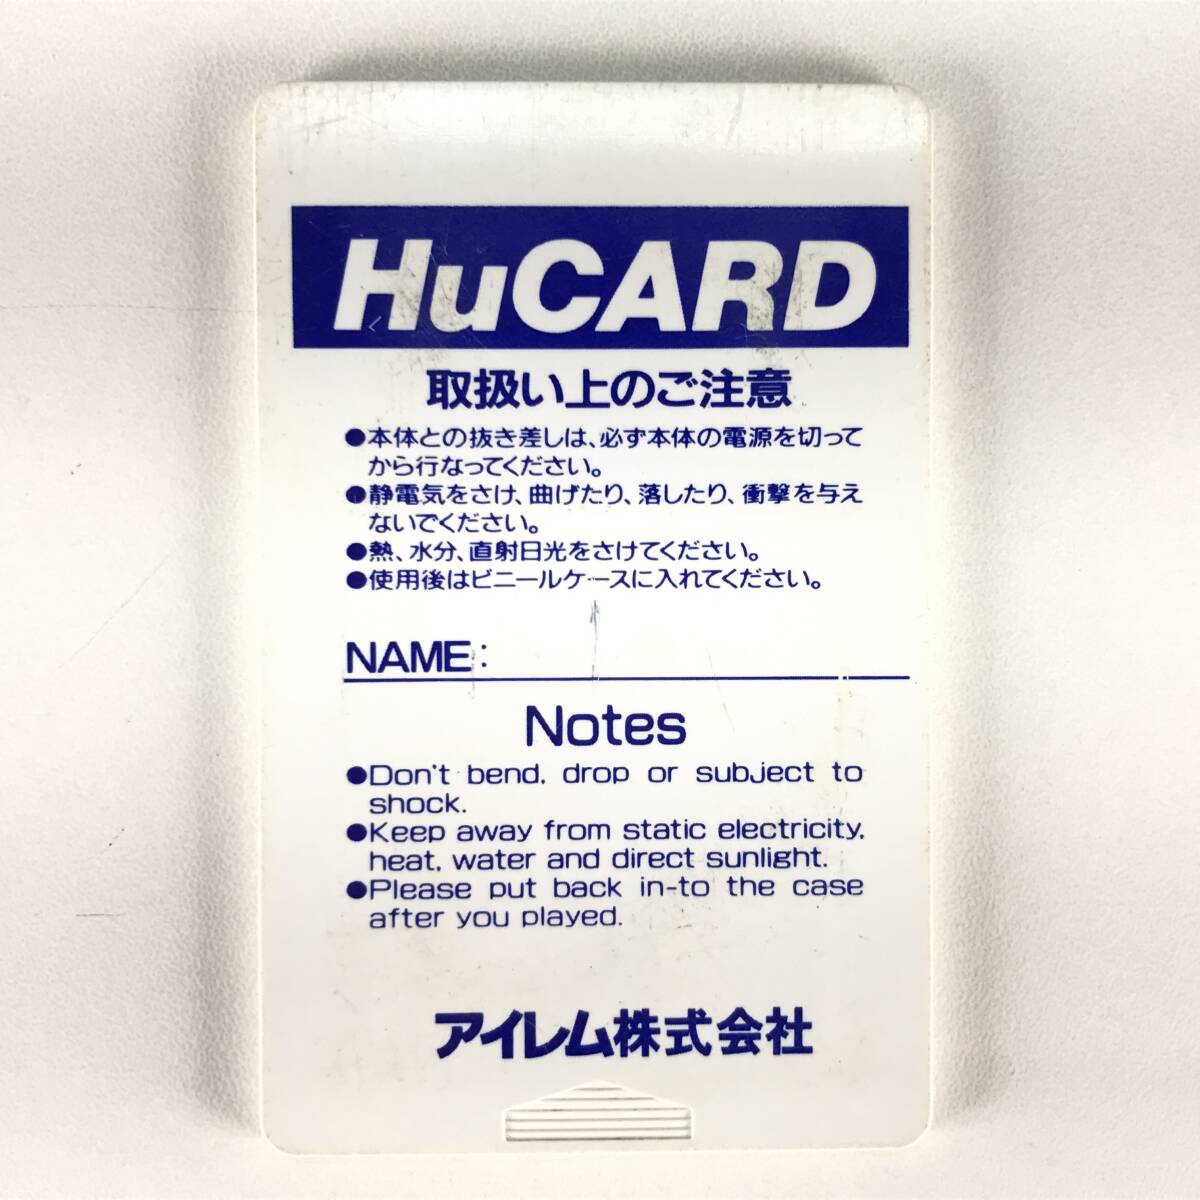 HuCARD
取扱い上のご注意
●本体との抜き差しは、必ず本体の電源を切って
から行なってください。
●静電気をさけ、曲げたり、落したり、衝撃を与え
ないでください。
●熱、水分、直射日光をさけてください。
●使用後はビニールケースに入れてください。
NAME:
Notes
●Don't bend, drop or subject to
shock.
●Keep away from static electricity,
heat, water and direct sunlight.
●Please put back in-to the case
after you played.
アイレム株式会社